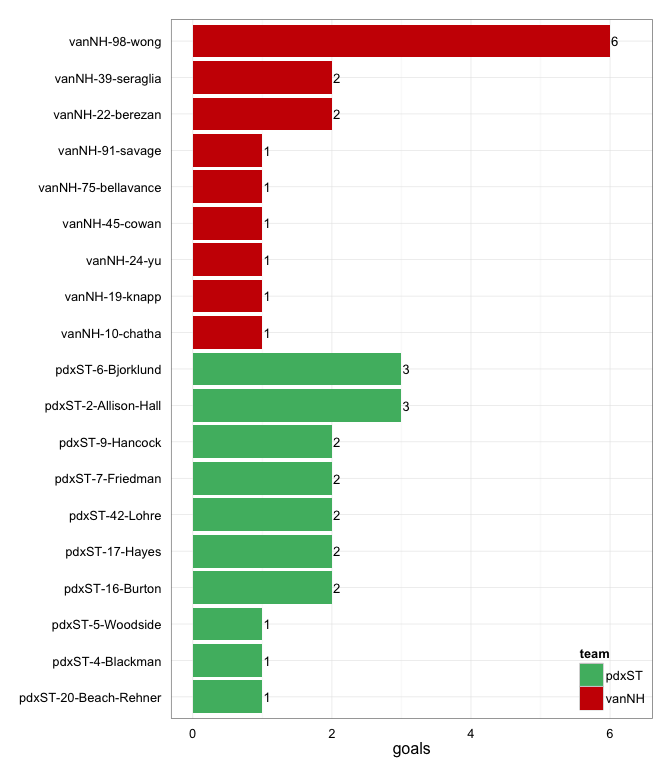 vanNH-98-wong 6
vanNH-39-seraglia 2
vanNH-22-berezan 2
vanNH-91-savage 1
vanNH-75-bellavance 1
vanNH-45-cowan 1
vanNH-24-yu 1
vanNH-19-knapp 1
vanNH-10-chatha 1
pdxST-6-Bjorklund 3
pdxST-2-Allison-Hall 3
pdxST-9-Hancock 2
pdxST-7-Friedman 2
pdxST-42-Lohre 2
pdxST-17-Hayes 2
pdxST-16-Burton 2
pdxST-5-Woodside 1
pdxST-4-Blackman 1
pdxST-20-Beach-Rehner 1
team
pdxST
vanNH
0 2 4 6
goals